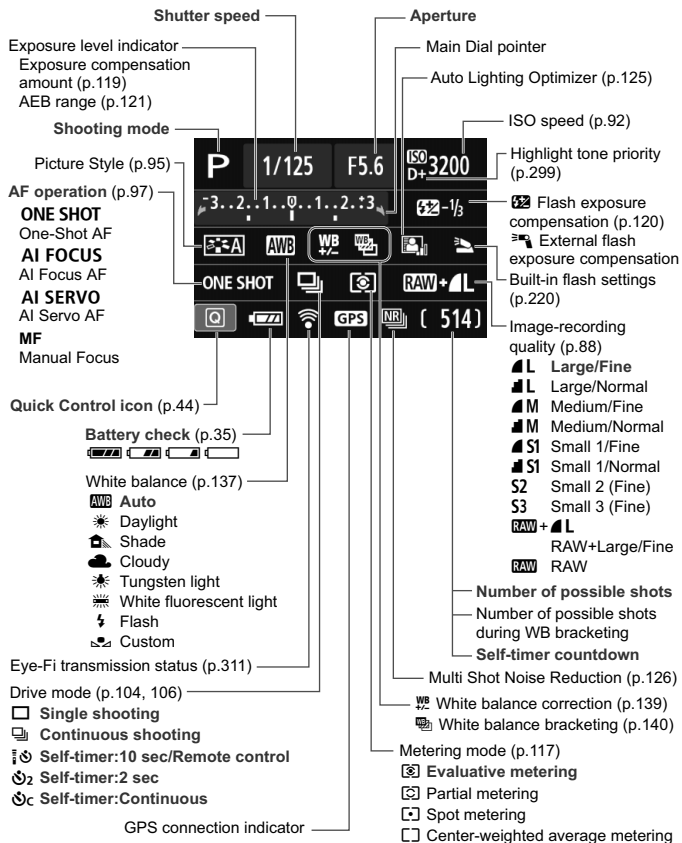 Shutter speed
Aperture
Exposure level indicator
Exposure compensation
amount (p.119)
AEB range (p.121)
Main Dial pointer
Auto Lighting Optimizer (p.125)
Shooting mode
ISO speed (p.92)
Picture Style (p.95)
Highlight tone priority
(p.299)
AF operation (p.97)
ONE SHOT
One-Shot AF
AI FOCUS
AI Focus AF
AI SERVO
AI Servo AF
MF
Manual Focus
P 1/125 F5.6 ISO D+ 3200
-3..2..1..0..1..2.+3 -1/3
A AWB WB +/- WB
ONE SHOT RAW+L
Q GPS NR ( 514)
Flash exposure
compensation (p.120)
External flash
exposure compensation
Built-in flash settings
(p.220)
Image-recording
quality (p.88)
L Large/Fine
L Large/Normal
M Medium/Fine
M Medium/Normal
S1 Small 1/Fine
S1 Small 1/Normal
S2 Small 2 (Fine)
S3 Small 3 (Fine)
RAW+L
RAW+Large/Fine
RAW RAW
Quick Control icon (p.44)
Battery check (p.35)
White balance (p.137)
AWB Auto
Daylight
Shade
Cloudy
Tungsten light
White fluorescent light
Flash
Custom
Number of possible shots
Number of possible shots
during WB bracketing
Self-timer countdown
Eye-Fi transmission status (p.311)
Multi Shot Noise Reduction (p.126)
Drive mode (p.104, 106)
Single shooting
Continuous shooting
Self-timer:10 sec/Remote control
2 Self-timer:2 sec
C Self-timer:Continuous
WB +/- White balance correction (p.139)
WB White balance bracketing (p.140)
Metering mode (p.117)
Evaluative metering
Partial metering
Spot metering
Center-weighted average metering
GPS connection indicator